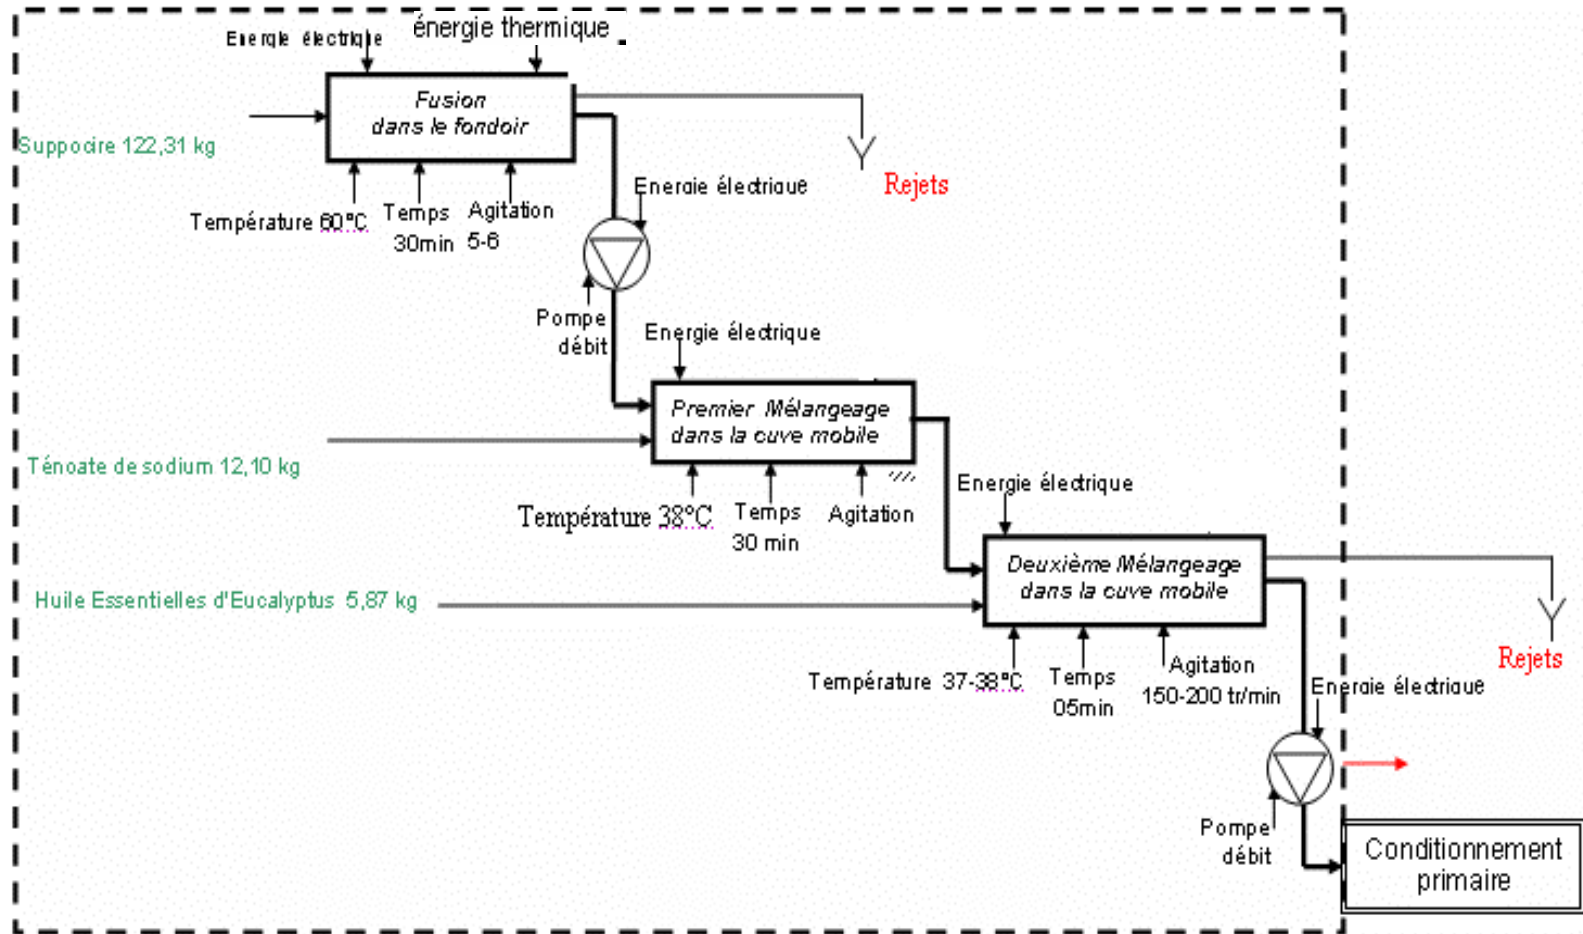 Energie électrique
énergie thermique
Fusion
dans le fondoir
Suppocire 122,31 kg
Rejets
Température 60°C
Temps
30min
Agitation
5-6
Energie électrique
Pompe
débit
Energie électrique
Premier Mélangeage
dans la cuve mobile
Ténoate de sodium 12,10 kg
Température 38°C
Temps
30 min
Agitation
Energie électrique
Deuxième Mélangeage
dans la cuve mobile
Huile Essentielles d'Eucalyptus 5,87 kg
Rejets
Température 37-38°C
Temps
05min
Agitation
150-200 tr/min
Energie électrique
Pompe
débit
Conditionnement
primaire